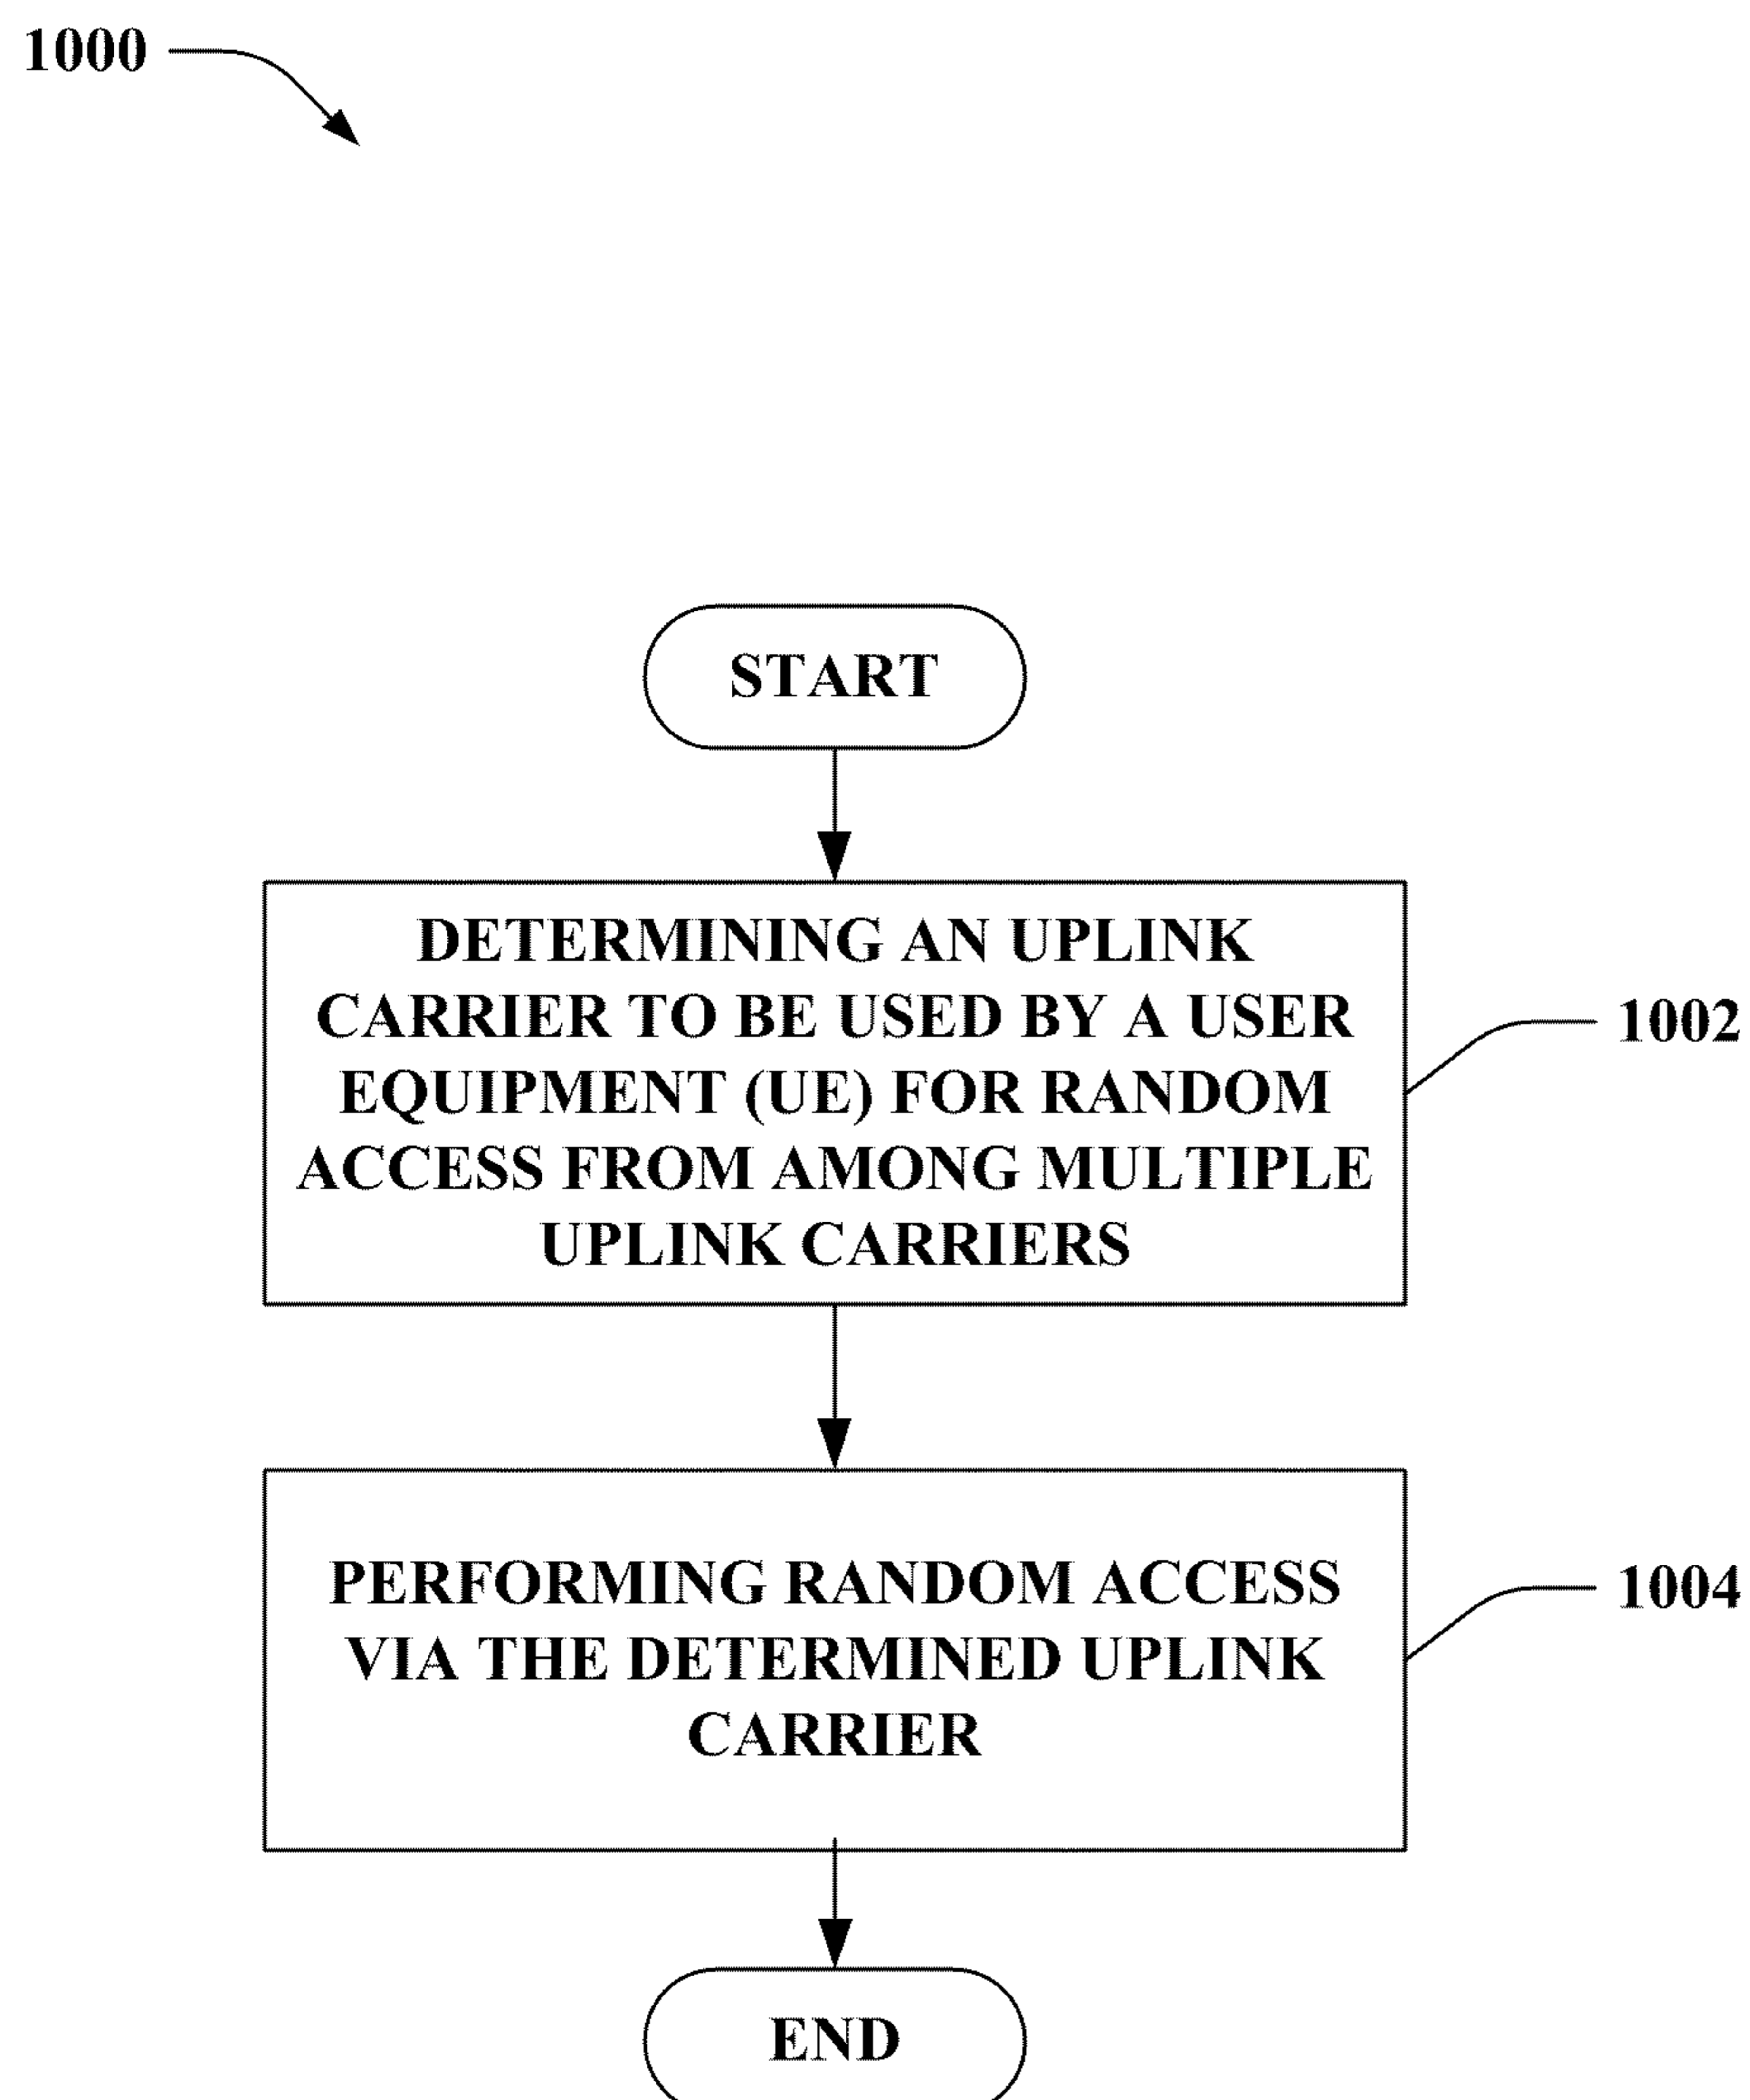 1000
START
DETERMINING AN UPLINK
CARRIER TO BE USED BY A USER
EQUIPMENT (UE) FOR RANDOM
ACCESS FROM AMONG MULTIPLE
UPLINK CARRIERS
1002
PERFORMING RANDOM ACCESS
VIA THE DETERMINED UPLINK
CARRIER
1004
END